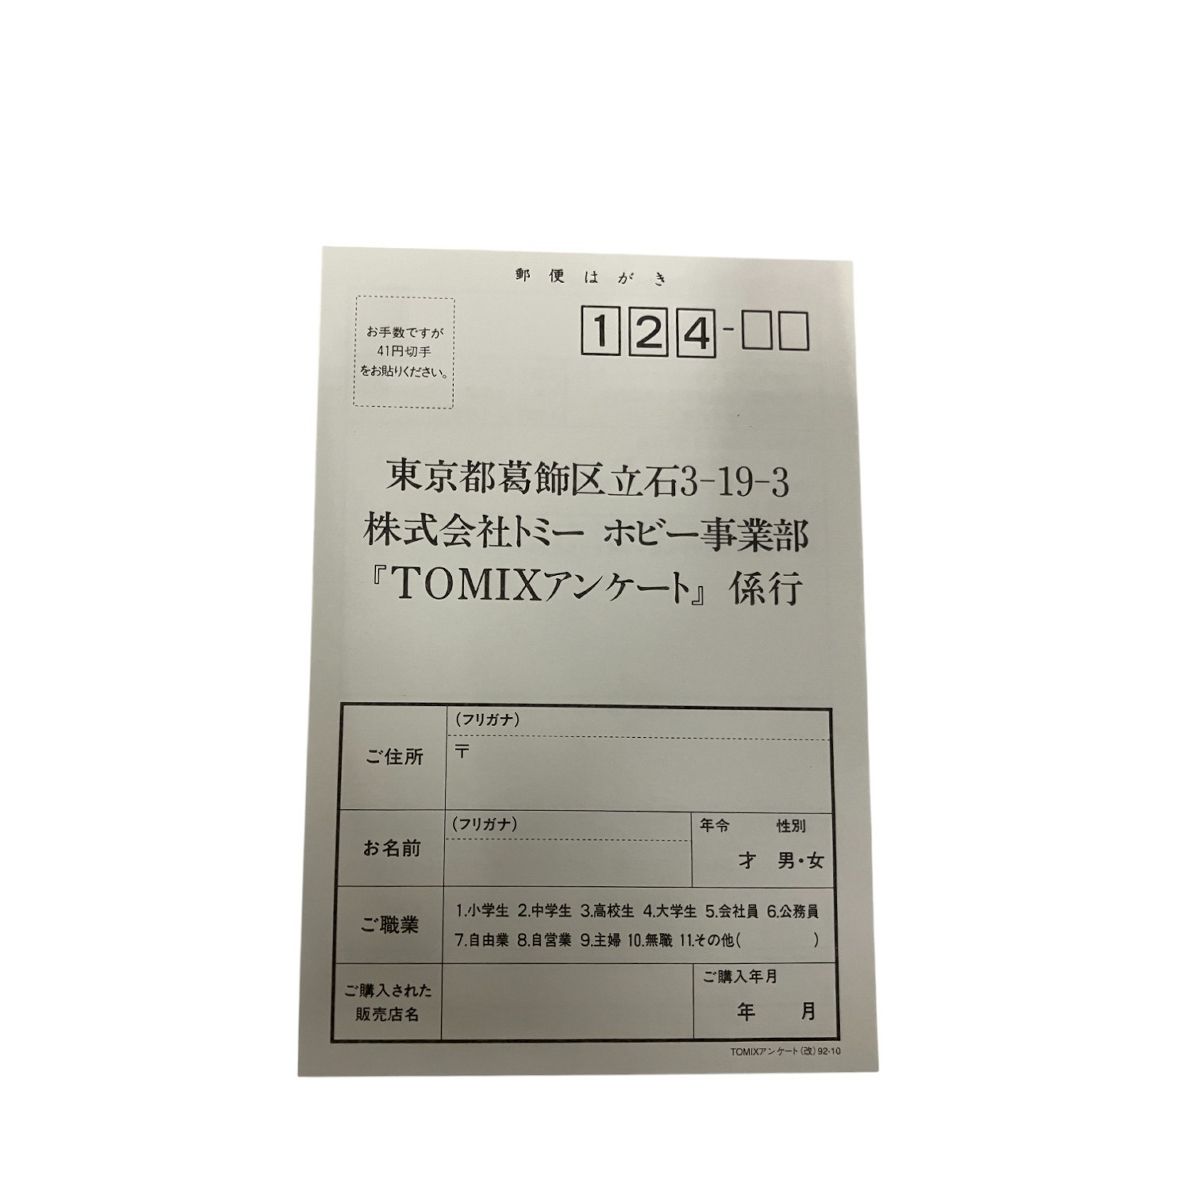 郵便はがき
お手数ですが
41円切手
をお貼りください。
124-
東京都葛飾区立石3-19-3
株式会社トミー ホビー事業部
『TOMIXアンケート』係行
ご住所
(フリガナ)
〒
お名前
(フリガナ)
年令 性別
才 男・女
ご職業
1.小学生 2.中学生 3.高校生 4.大学生 5.会社員 6.公務員
7.自由業 8.自営業 9.主婦 10.無職 11.その他( )
ご購入された
販売店名
ご購入年月
年 月
TOMIXアンケート(改)92-10